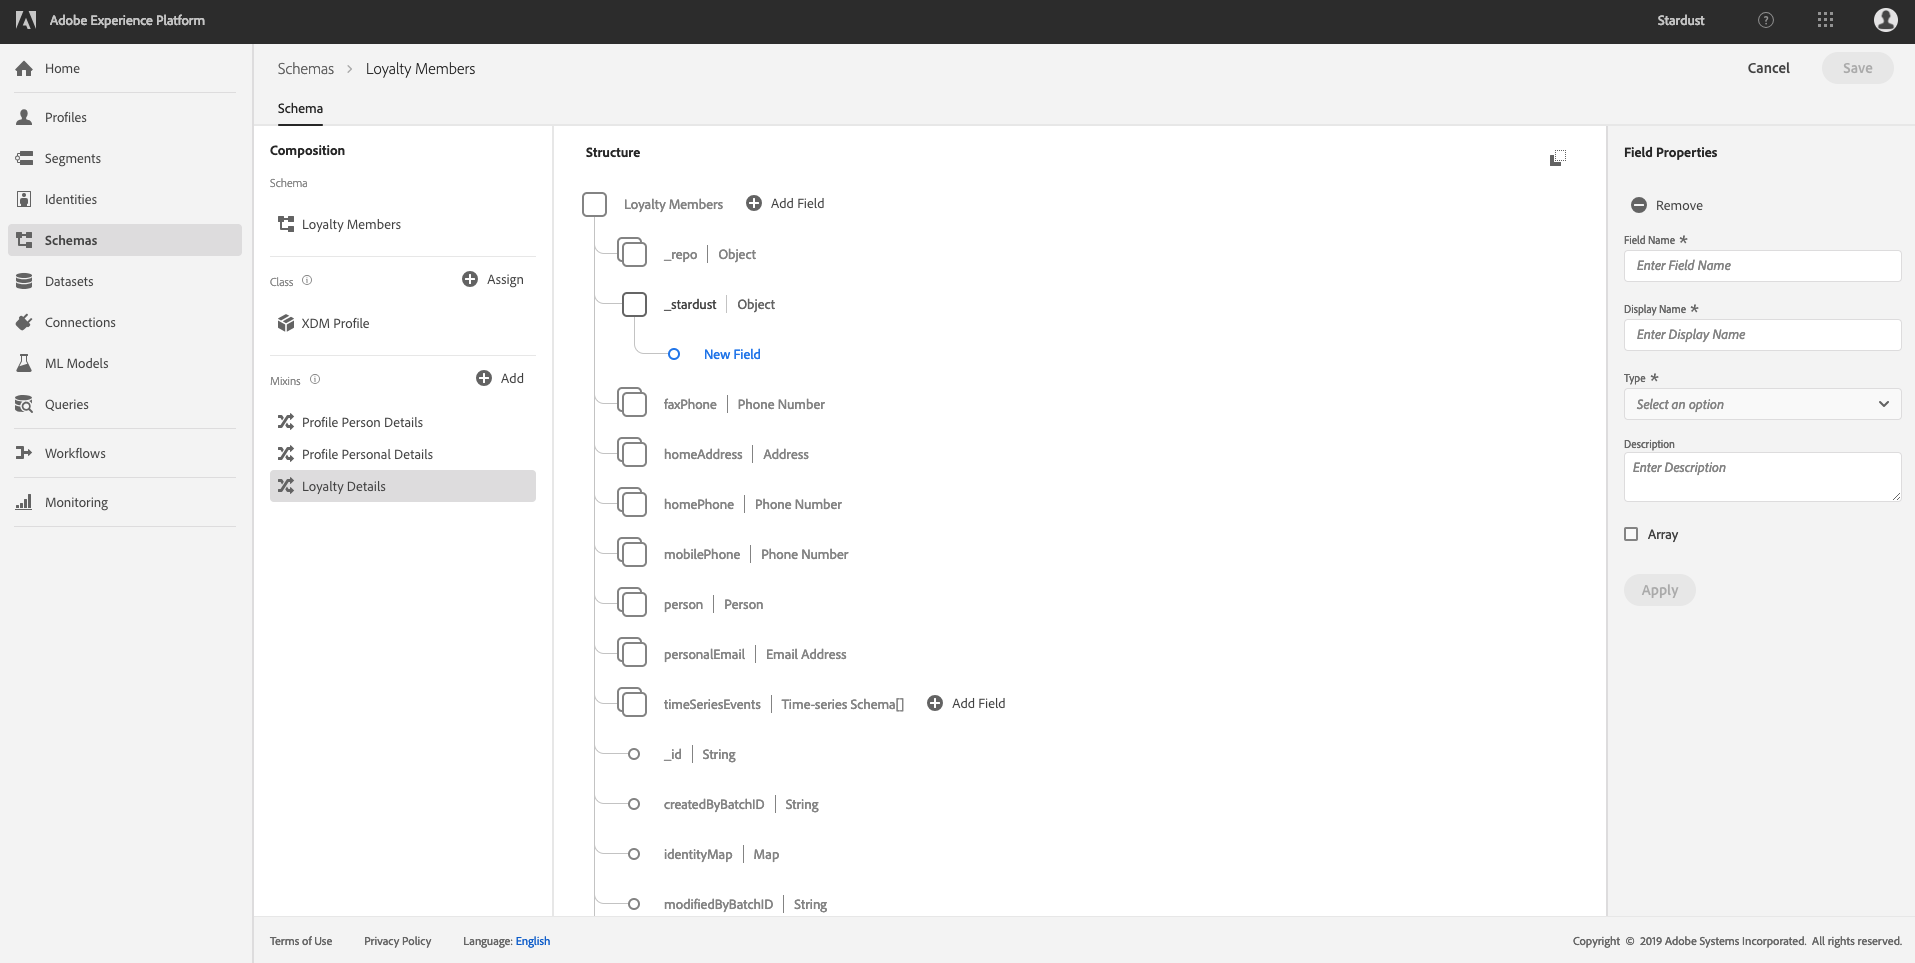 Adobe Experience Platform
Stardust
?
Home
Profiles
Segments
Identities
Schemas
Datasets
Connections
ML Models
Queries
Workflows
Monitoring
Schemas > Loyalty Members
Cancel
Save
Schema
Composition
Schema
Loyalty Members
Class
Assign
XDM Profile
Mixins
Add
Profile Person Details
Profile Personal Details
Loyalty Details
Structure
Loyalty Members Add Field
_repo | Object
_stardust | Object
New Field
faxPhone | Phone Number
homeAddress | Address
homePhone | Phone Number
mobilePhone | Phone Number
person | Person
personalEmail | Email Address
timeSeriesEvents | Time-series Schema[] Add Field
_id | String
createdByBatchID | String
identityMap | Map
modifiedByBatchID | String
Field Properties
Remove
Field Name *
Enter Field Name
Display Name *
Enter Display Name
Type *
Select an option
Description
Enter Description
Array
Apply
Terms of Use Privacy Policy Language: English
Copyright © 2019 Adobe Systems Incorporated. All rights reserved.